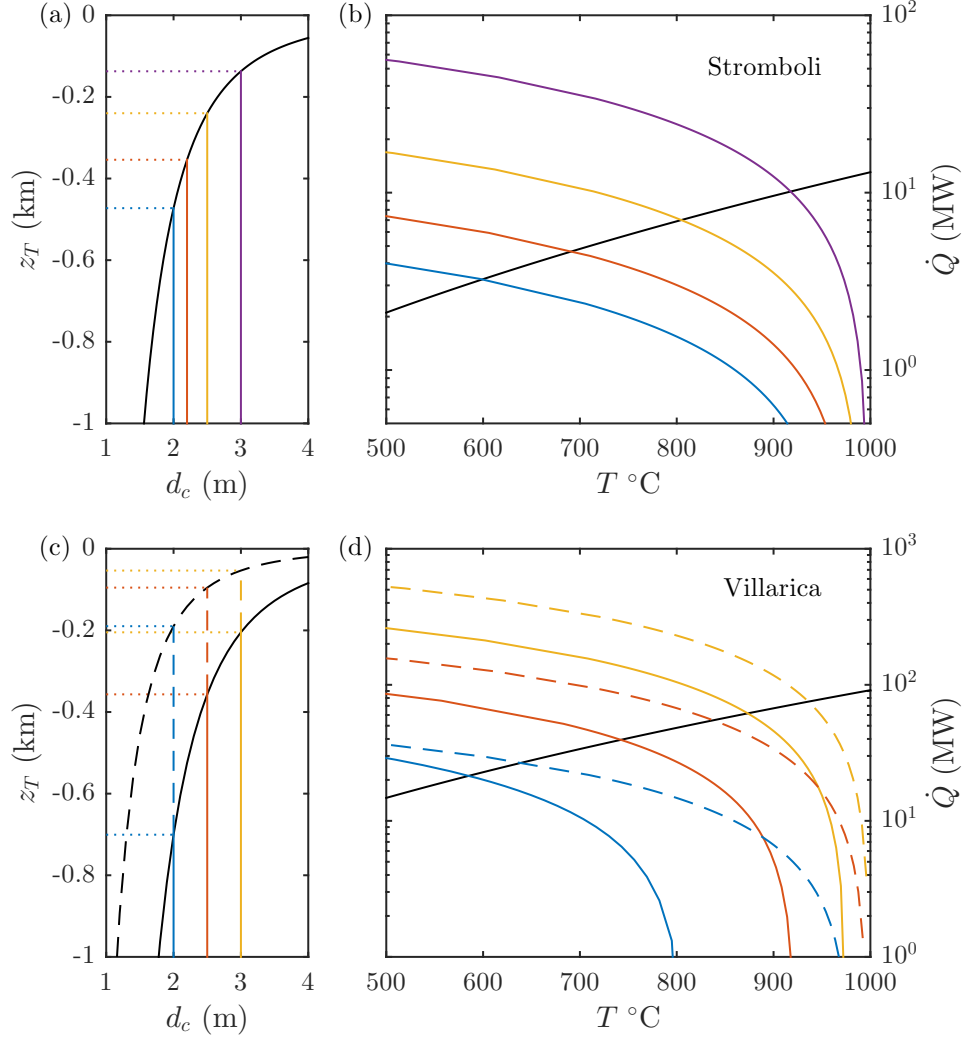 (a)
0
-0.2
-0.4
-0.6
-0.8
-1
z_T (km)
1 2 3 4
d_c (m)
(b)
Stromboli
10^2
10^1
10^0
Q̇ (MW)
500 600 700 800 900 1000
T °C
(c)
0
-0.2
-0.4
-0.6
-0.8
-1
z_T (km)
1 2 3 4
d_c (m)
(d)
Villarica
10^3
10^2
10^1
10^0
Q̇ (MW)
500 600 700 800 900 1000
T °C